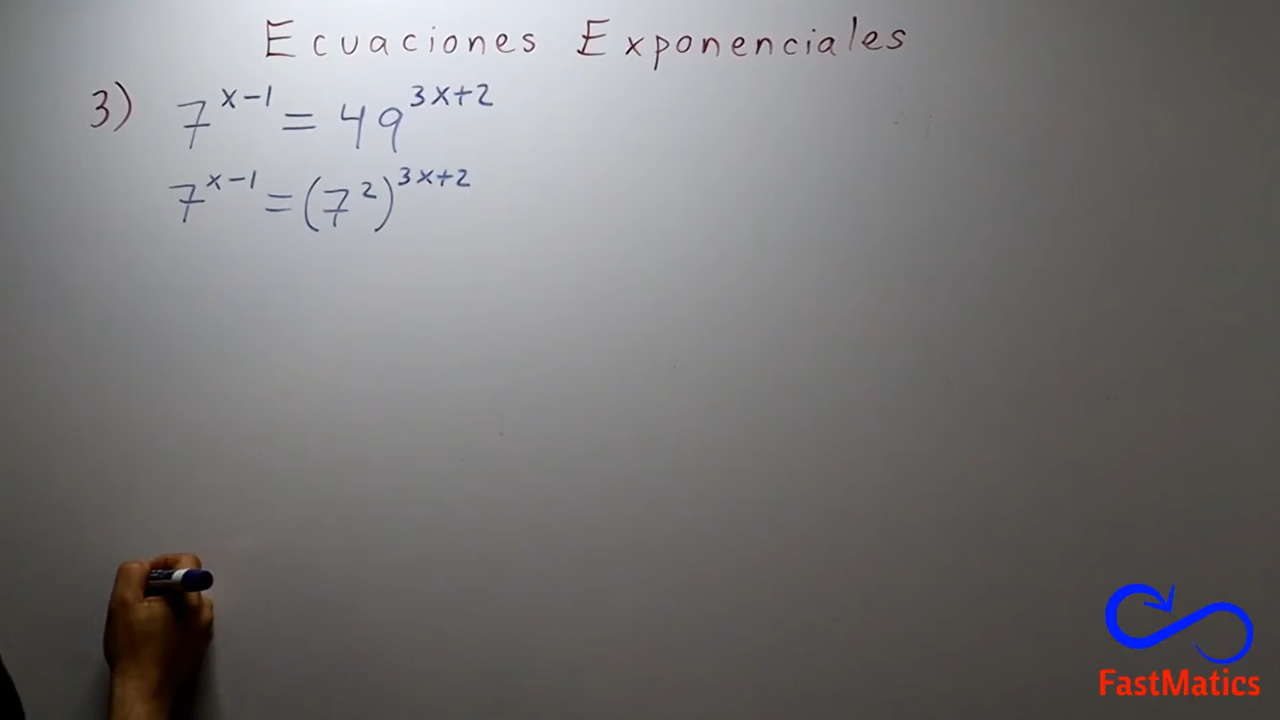 Ecuaciones Exponenciales
3) 7^{x-1} = 49^{3x+2}
7^{x-1} = (7^2)^{3x+2}
FastMatics